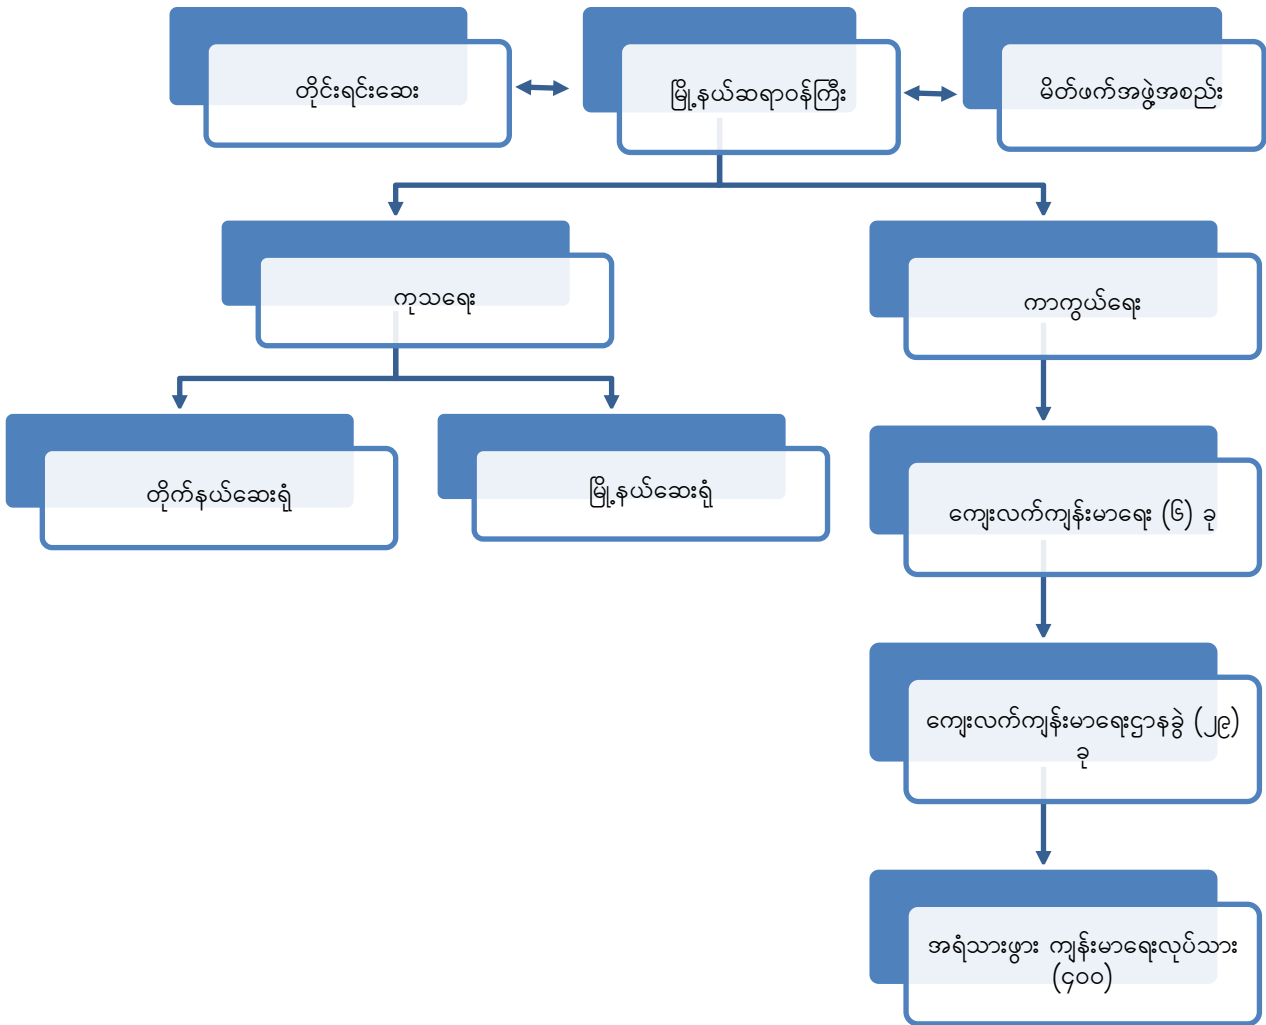 တိုင်းရင်းဆေး
မြို့နယ်ဆရာဝန်ကြီး
မိတ်ဖက်အဖွဲ့အစည်း
ကုသရေး
ကာကွယ်ရေး
တိုက်နယ်ဆေးရုံ
မြို့နယ်ဆေးရုံ
ကျေးလက်ကျန်းမာရေး (၆) ခု
ကျေးလက်ကျန်းမာရေးဌာနခွဲ (၂၉)
ခု
အရံသားဖွား ကျန်းမာရေးလုပ်သား
(၄၀၀)